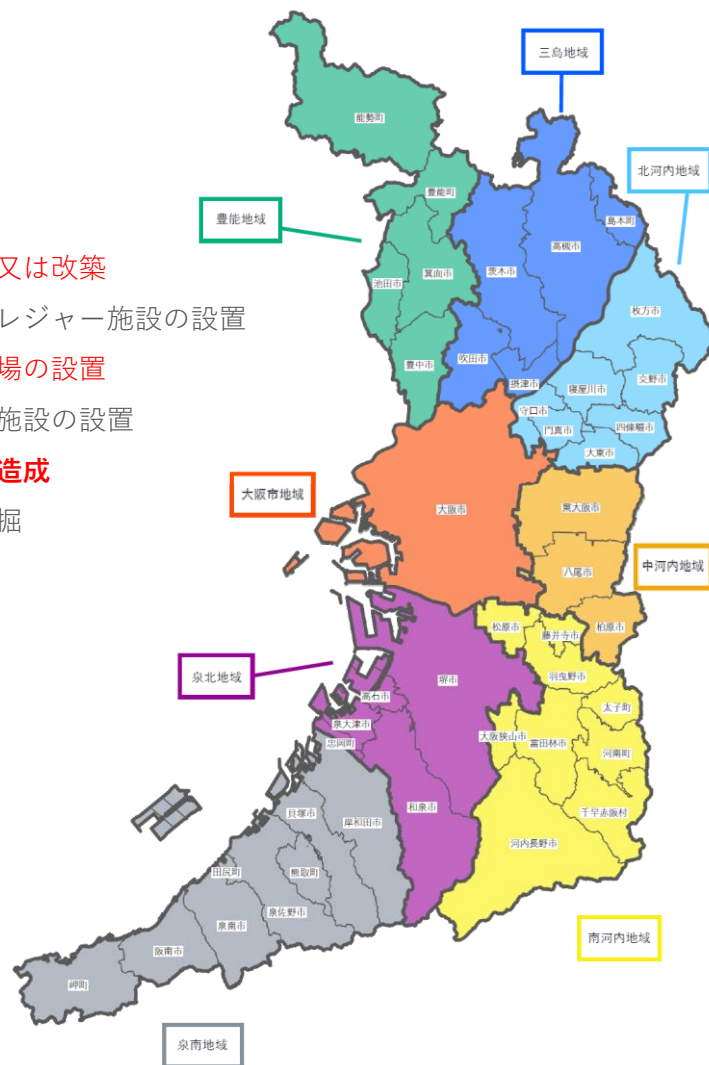 三島地域
能勢町
北河内地域
豊能町
豊能地域
島本町
高槻市
又は改築
茨木市
箕面市
池田市
枚方市
レジャー施設の設置
豊中市
吹田市
場の設置
交野市
摂津市
寝屋川市
守口市
施設の設置
門真市
四條畷市
大東市
造成
大阪市地域
大阪市
東大阪市
掘
中河内地域
八尾市
松原市
藤井寺市
柏原市
泉北地域
堺市
羽曳野市
高石市
太子町
泉大津市
大阪狭山市
富田林市
忠岡町
河南町
和泉市
千早赤阪村
貝塚市
岸和田市
河内長野市
田尻町
熊取町
泉佐野市
泉南市
南河内地域
阪南市
岬町
泉南地域